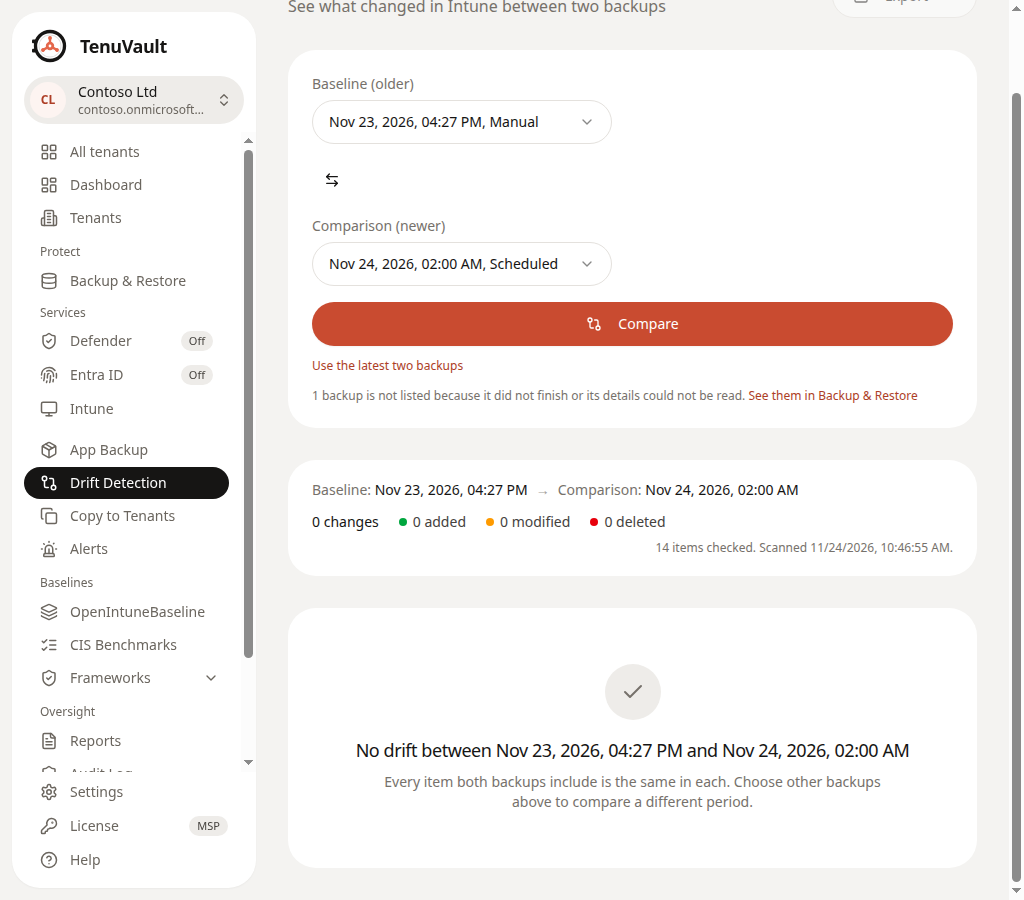 TenuVault
CL
Contoso Ltd
contoso.onmicrosoft...
All tenants
Dashboard
Tenants
Protect
Backup & Restore
Services
Defender Off
Entra ID Off
Intune
App Backup
Drift Detection
Copy to Tenants
Alerts
Baselines
OpenIntuneBaseline
CIS Benchmarks
Frameworks
Oversight
Reports
Audit Log
Settings
License MSP
Help
See what changed in Intune between two backups
Export
Baseline (older)
Nov 23, 2026, 04:27 PM, Manual
Comparison (newer)
Nov 24, 2026, 02:00 AM, Scheduled
Compare
Use the latest two backups
1 backup is not listed because it did not finish or its details could not be read. See them in Backup & Restore
Baseline: Nov 23, 2026, 04:27 PM → Comparison: Nov 24, 2026, 02:00 AM
0 changes 0 added 0 modified 0 deleted
14 items checked. Scanned 11/24/2026, 10:46:55 AM.
No drift between Nov 23, 2026, 04:27 PM and Nov 24, 2026, 02:00 AM
Every item both backups include is the same in each. Choose other backups
above to compare a different period.